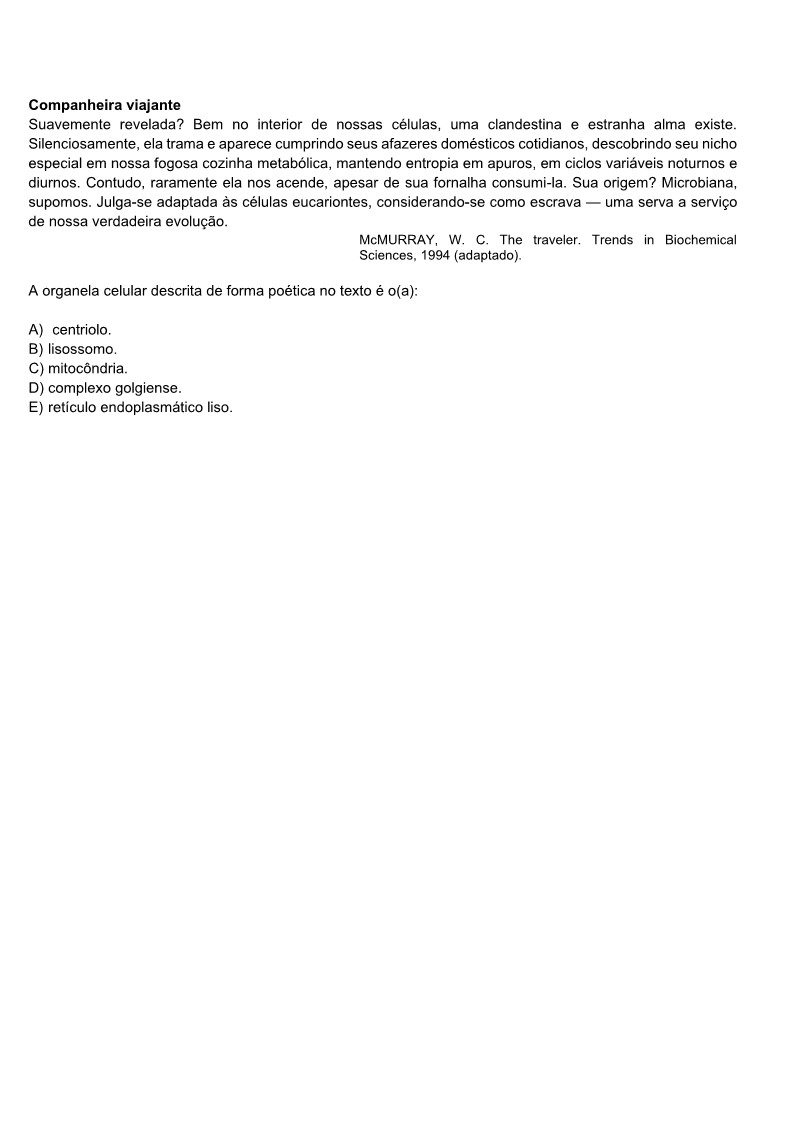 Companheira viajante
Suavemente revelada? Bem no interior de nossas células, uma clandestina e estranha alma existe.
Silenciosamente, ela trama e aparece cumprindo seus afazeres domésticos cotidianos, descobrindo seu nicho
especial em nossa fogosa cozinha metabólica, mantendo entropia em apuros, em ciclos variáveis noturnos e
diurnos. Contudo, raramente ela nos acende, apesar de sua fornalha consumi-la. Sua origem? Microbiana,
supomos. Julga-se adaptada às células eucariontes, considerando-se como escrava — uma serva a serviço
de nossa verdadeira evolução.
McMURRAY, W. C. The traveler. Trends in Biochemical
Sciences, 1994 (adaptado).
A organela celular descrita de forma poética no texto é o(a):
A) centriolo.
B) lisossomo.
C) mitocôndria.
D) complexo golgiense.
E) retículo endoplasmático liso.